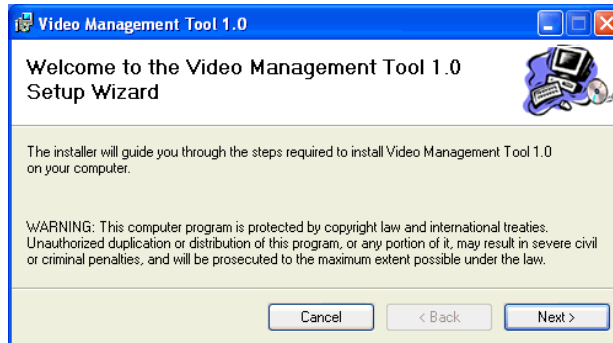 Video Management Tool 1.0
Welcome to the Video Management Tool 1.0
Setup Wizard
The installer will guide you through the steps required to install Video Management Tool 1.0
on your computer.
WARNING: This computer program is protected by copyright law and international treaties.
Unauthorized duplication or distribution of this program, or any portion of it, may result in severe civil
or criminal penalties, and will be prosecuted to the maximum extent possible under the law.
Cancel < Back Next >